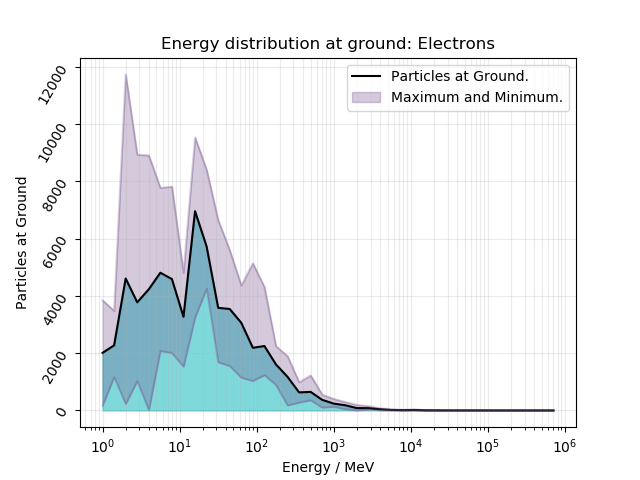 Energy distribution at ground: Electrons
Particles at Ground.
Maximum and Minimum.
Particles at Ground
12000
10000
8000
6000
4000
2000
0
10⁰ 10¹ 10² 10³ 10⁴ 10⁵ 10⁶
Energy / MeV